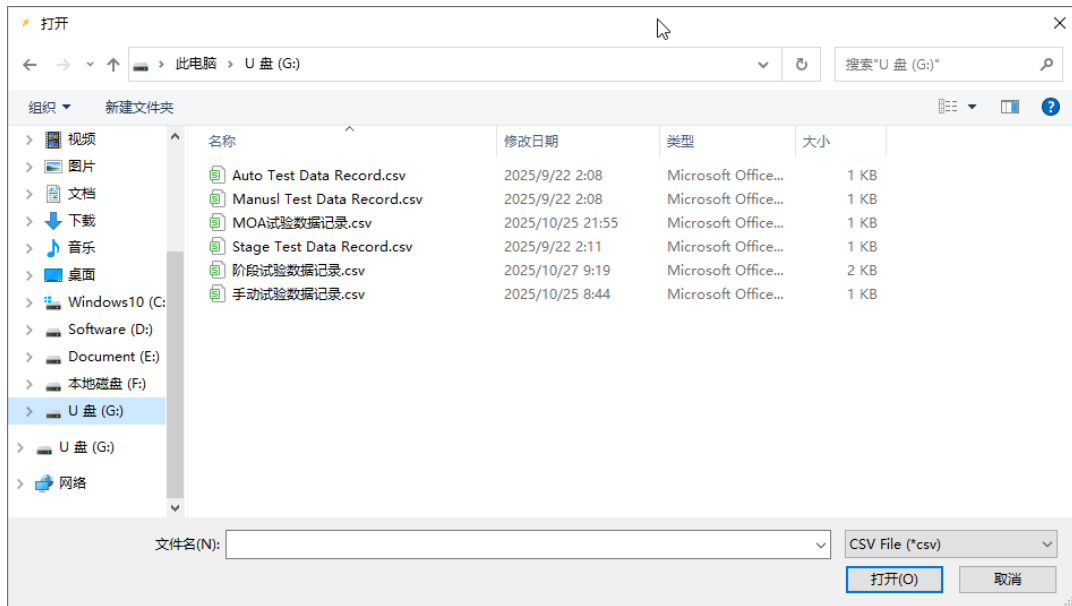 打开
此电脑 › U 盘 (G:)
搜索"U 盘 (G:)"
组织
新建文件夹
视频
图片
文档
下载
音乐
桌面
Windows10 (C:
Software (D:)
Document (E:)
本地磁盘 (F:)
U 盘 (G:)
U 盘 (G:)
网络
名称 修改日期 类型 大小
Auto Test Data Record.csv 2025/9/22 2:08 Microsoft Office... 1 KB
Manusl Test Data Record.csv 2025/9/22 2:08 Microsoft Office... 1 KB
MOA试验数据记录.csv 2025/10/25 21:55 Microsoft Office... 1 KB
Stage Test Data Record.csv 2025/9/22 2:11 Microsoft Office... 1 KB
阶段试验数据记录.csv 2025/10/27 9:19 Microsoft Office... 2 KB
手动试验数据记录.csv 2025/10/25 8:44 Microsoft Office... 1 KB
文件名(N):
CSV File (*csv)
打开(O)
取消